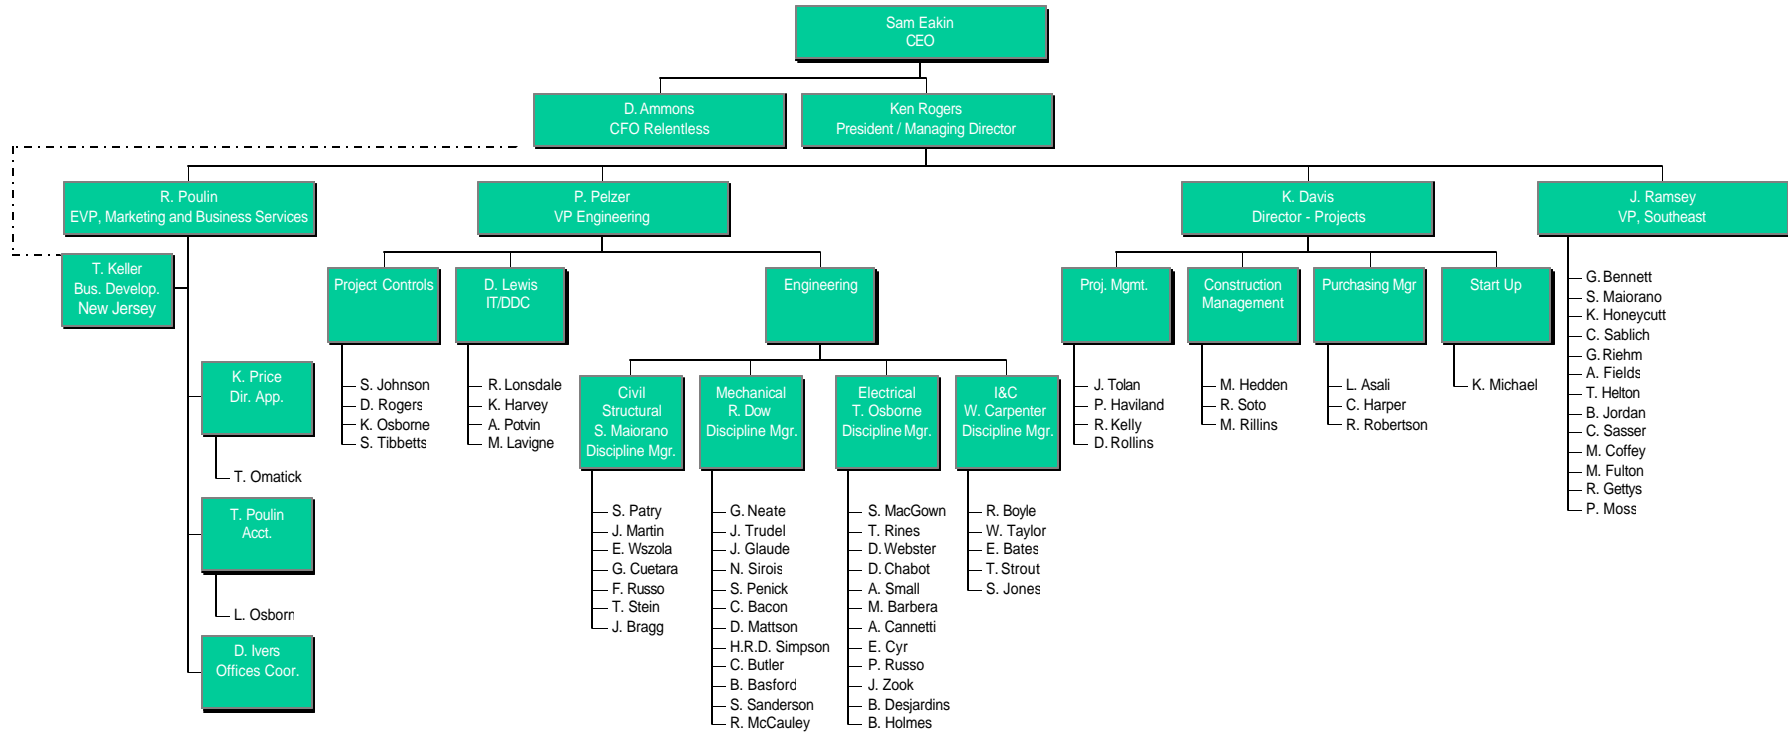 Sam Eakin
CEO
D. Ammons
CFO Relentless
Ken Rogers
President / Managing Director
R. Poulin
EVP, Marketing and Business Services
P. Pelzer
VP Engineering
K. Davis
Director - Projects
J. Ramsey
VP, Southeast
T. Keller
Bus. Develop.
New Jersey
K. Price
Dir. App.
T. Omatick
T. Poulin
Acct.
L. Osborn
D. Ivers
Offices Coor.
Project Controls
S. Johnson
D. Rogers
K. Osborne
S. Tibbetts
D. Lewis
IT/DDC
R. Lonsdale
K. Harvey
A. Potvin
M. Lavigne
Engineering
Civil
Structural
S. Maiorano
Discipline Mgr.
S. Patry
J. Martin
E. Wszola
G. Cuetara
F. Russo
T. Stein
J. Bragg
Mechanical
R. Dow
Discipline Mgr.
G. Neate
J. Trudel
J. Glaude
N. Sirois
S. Penick
C. Bacon
D. Mattson
H.R.D. Simpson
C. Butler
B. Basford
S. Sanderson
R. McCauley
Electrical
T. Osborne
Discipline Mgr.
S. MacGown
T. Rines
D. Webster
D. Chabot
A. Small
M. Barbera
A. Cannetti
E. Cyr
P. Russo
J. Zook
B. Desjardins
B. Holmes
I&C
W. Carpenter
Discipline Mgr.
R. Boyle
W. Taylor
E. Bates
T. Strout
S. Jones
Proj. Mgmt.
J. Tolan
P. Haviland
R. Kelly
D. Rollins
Construction
Management
M. Hedden
R. Soto
M. Rillins
Purchasing Mgr
L. Asali
C. Harper
R. Robertson
Start Up
K. Michael
G. Bennett
S. Maiorano
K. Honeycutt
C. Sablich
G. Riehm
A. Fields
T. Helton
B. Jordan
C. Sasser
M. Coffey
M. Fulton
R. Gettys
P. Moss